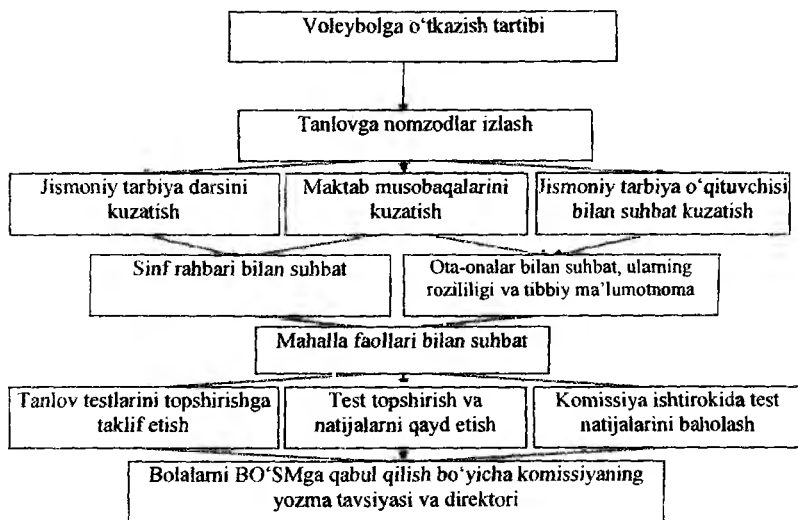 Voleybolga o‘tkazish tartibi
Tanlovga nomzodlar izlash
Jismoniy tarbiya darsini
kuzatish
Maktab musobaqalarini
kuzatish
Jismoniy tarbiya o‘qituvchisi
bilan suhbat kuzatish
Sinf rahbari bilan suhbat
Ota-onalar bilan suhbat, ularning
rozililigi va tibbiy ma’lumotnoma
Mahalla faollari bilan suhbat
Tanlov testlarini topshirishga
taklif etish
Test topshirish va
natijalarni qayd etish
Komissiya ishtirokida test
natijalarini baholash
Bolalarni BO‘SMga qabul qilish bo‘yicha komissiyaning
yozma tavsiyasi va direktori